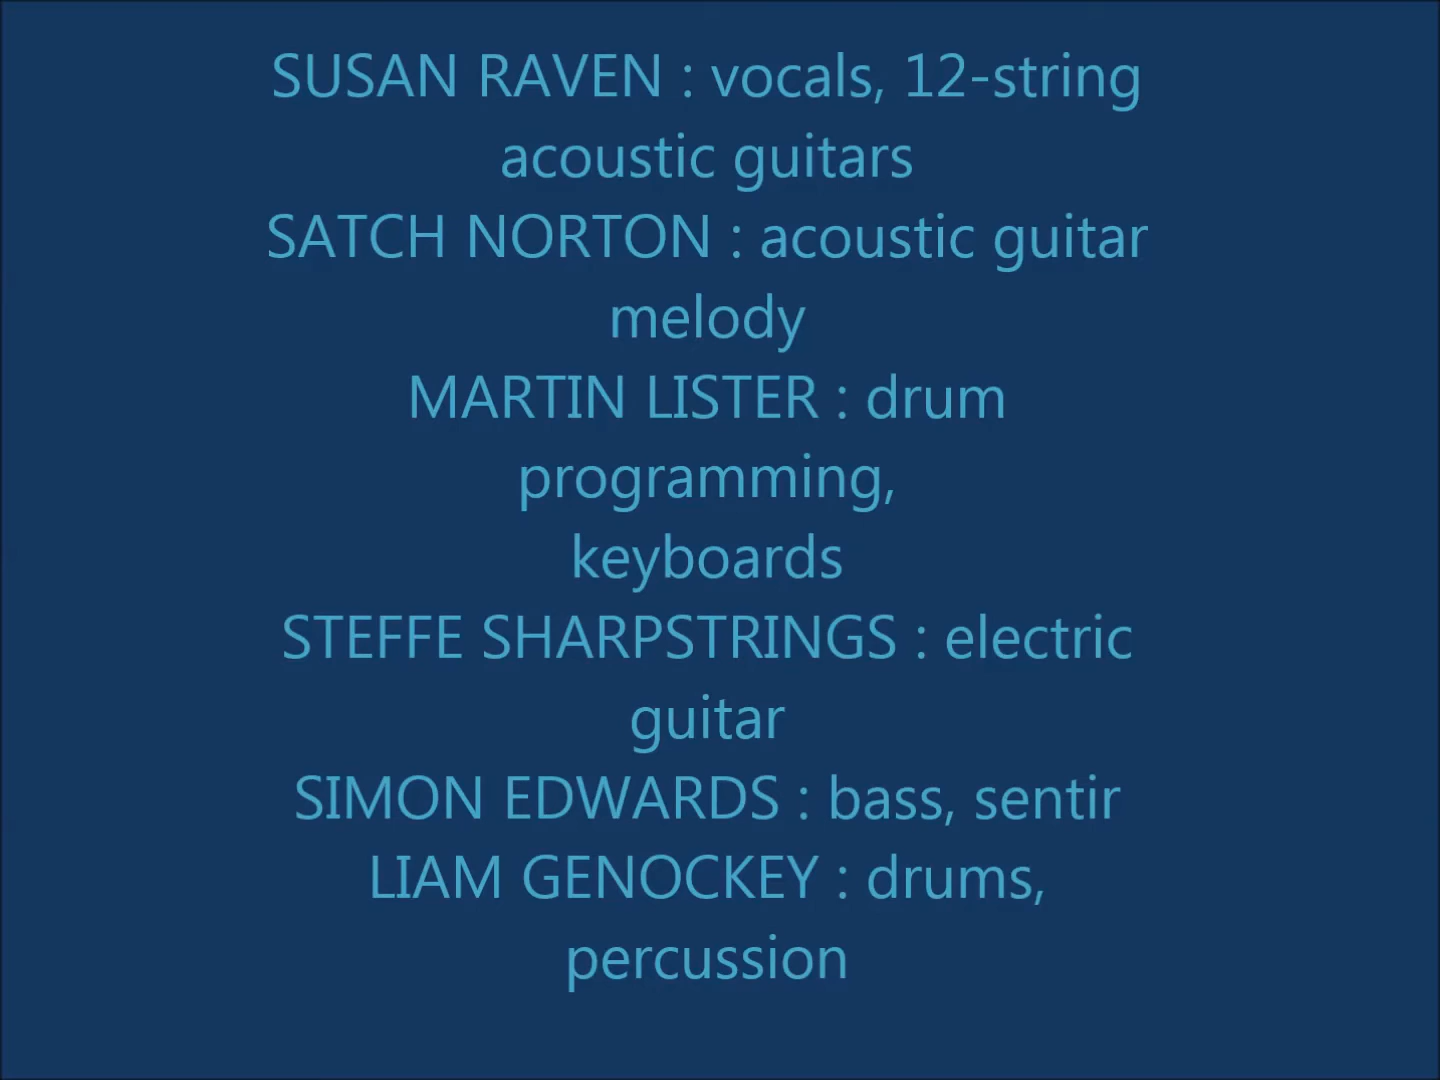 SUSAN RAVEN : vocals, 12-string
acoustic guitars
SATCH NORTON : acoustic guitar
melody
MARTIN LISTER : drum
programming,
keyboards
STEFFE SHARPSTRINGS : electric
guitar
SIMON EDWARDS : bass, sentir
LIAM GENOCKEY : drums,
percussion